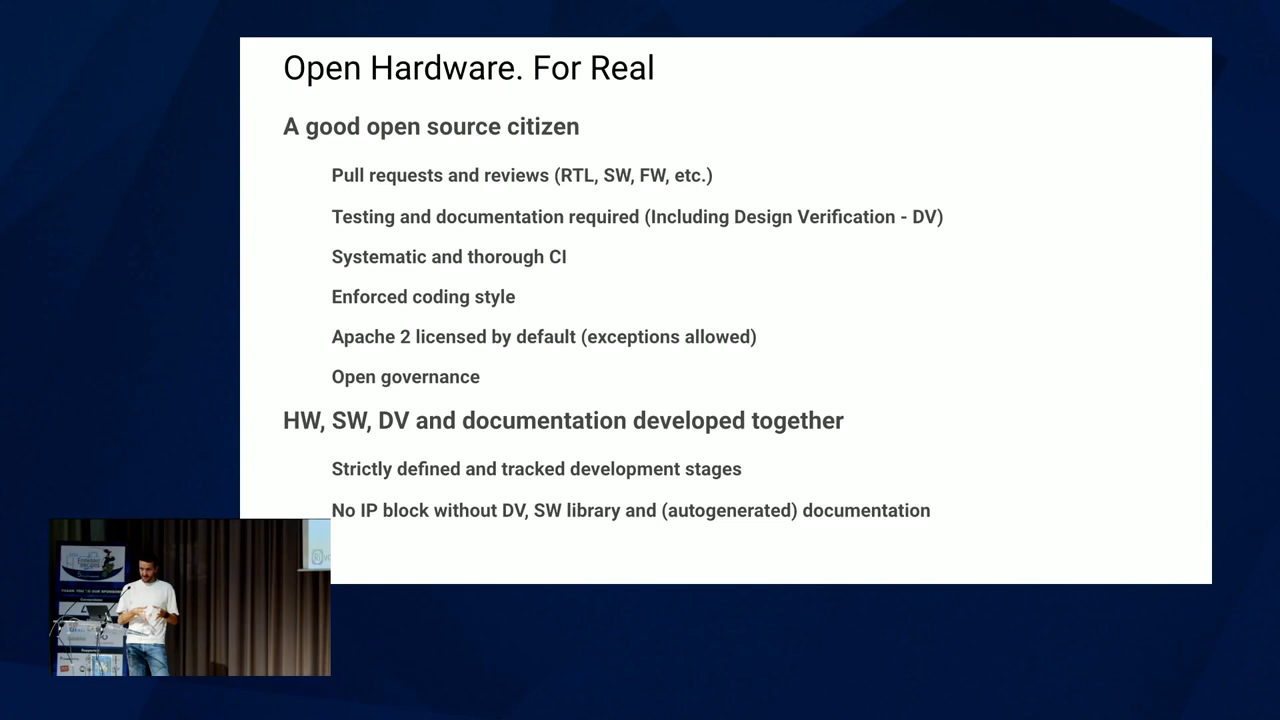 Open Hardware. For Real
A good open source citizen
Pull requests and reviews (RTL, SW, FW, etc.)
Testing and documentation required (Including Design Verification - DV)
Systematic and thorough CI
Enforced coding style
Apache 2 licensed by default (exceptions allowed)
Open governance
HW, SW, DV and documentation developed together
Strictly defined and tracked development stages
No IP block without DV, SW library and (autogenerated) documentation